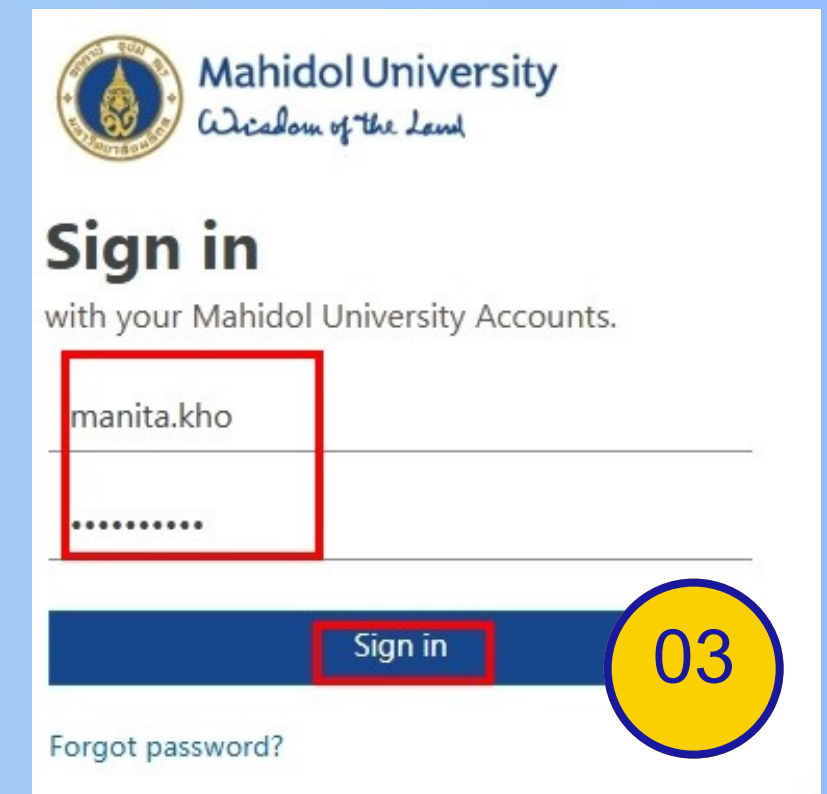 Mahidol University
Wisdom of the Land
Sign in
with your Mahidol University Accounts.
manita.kho
••••••••••
Sign in
03
Forgot password?